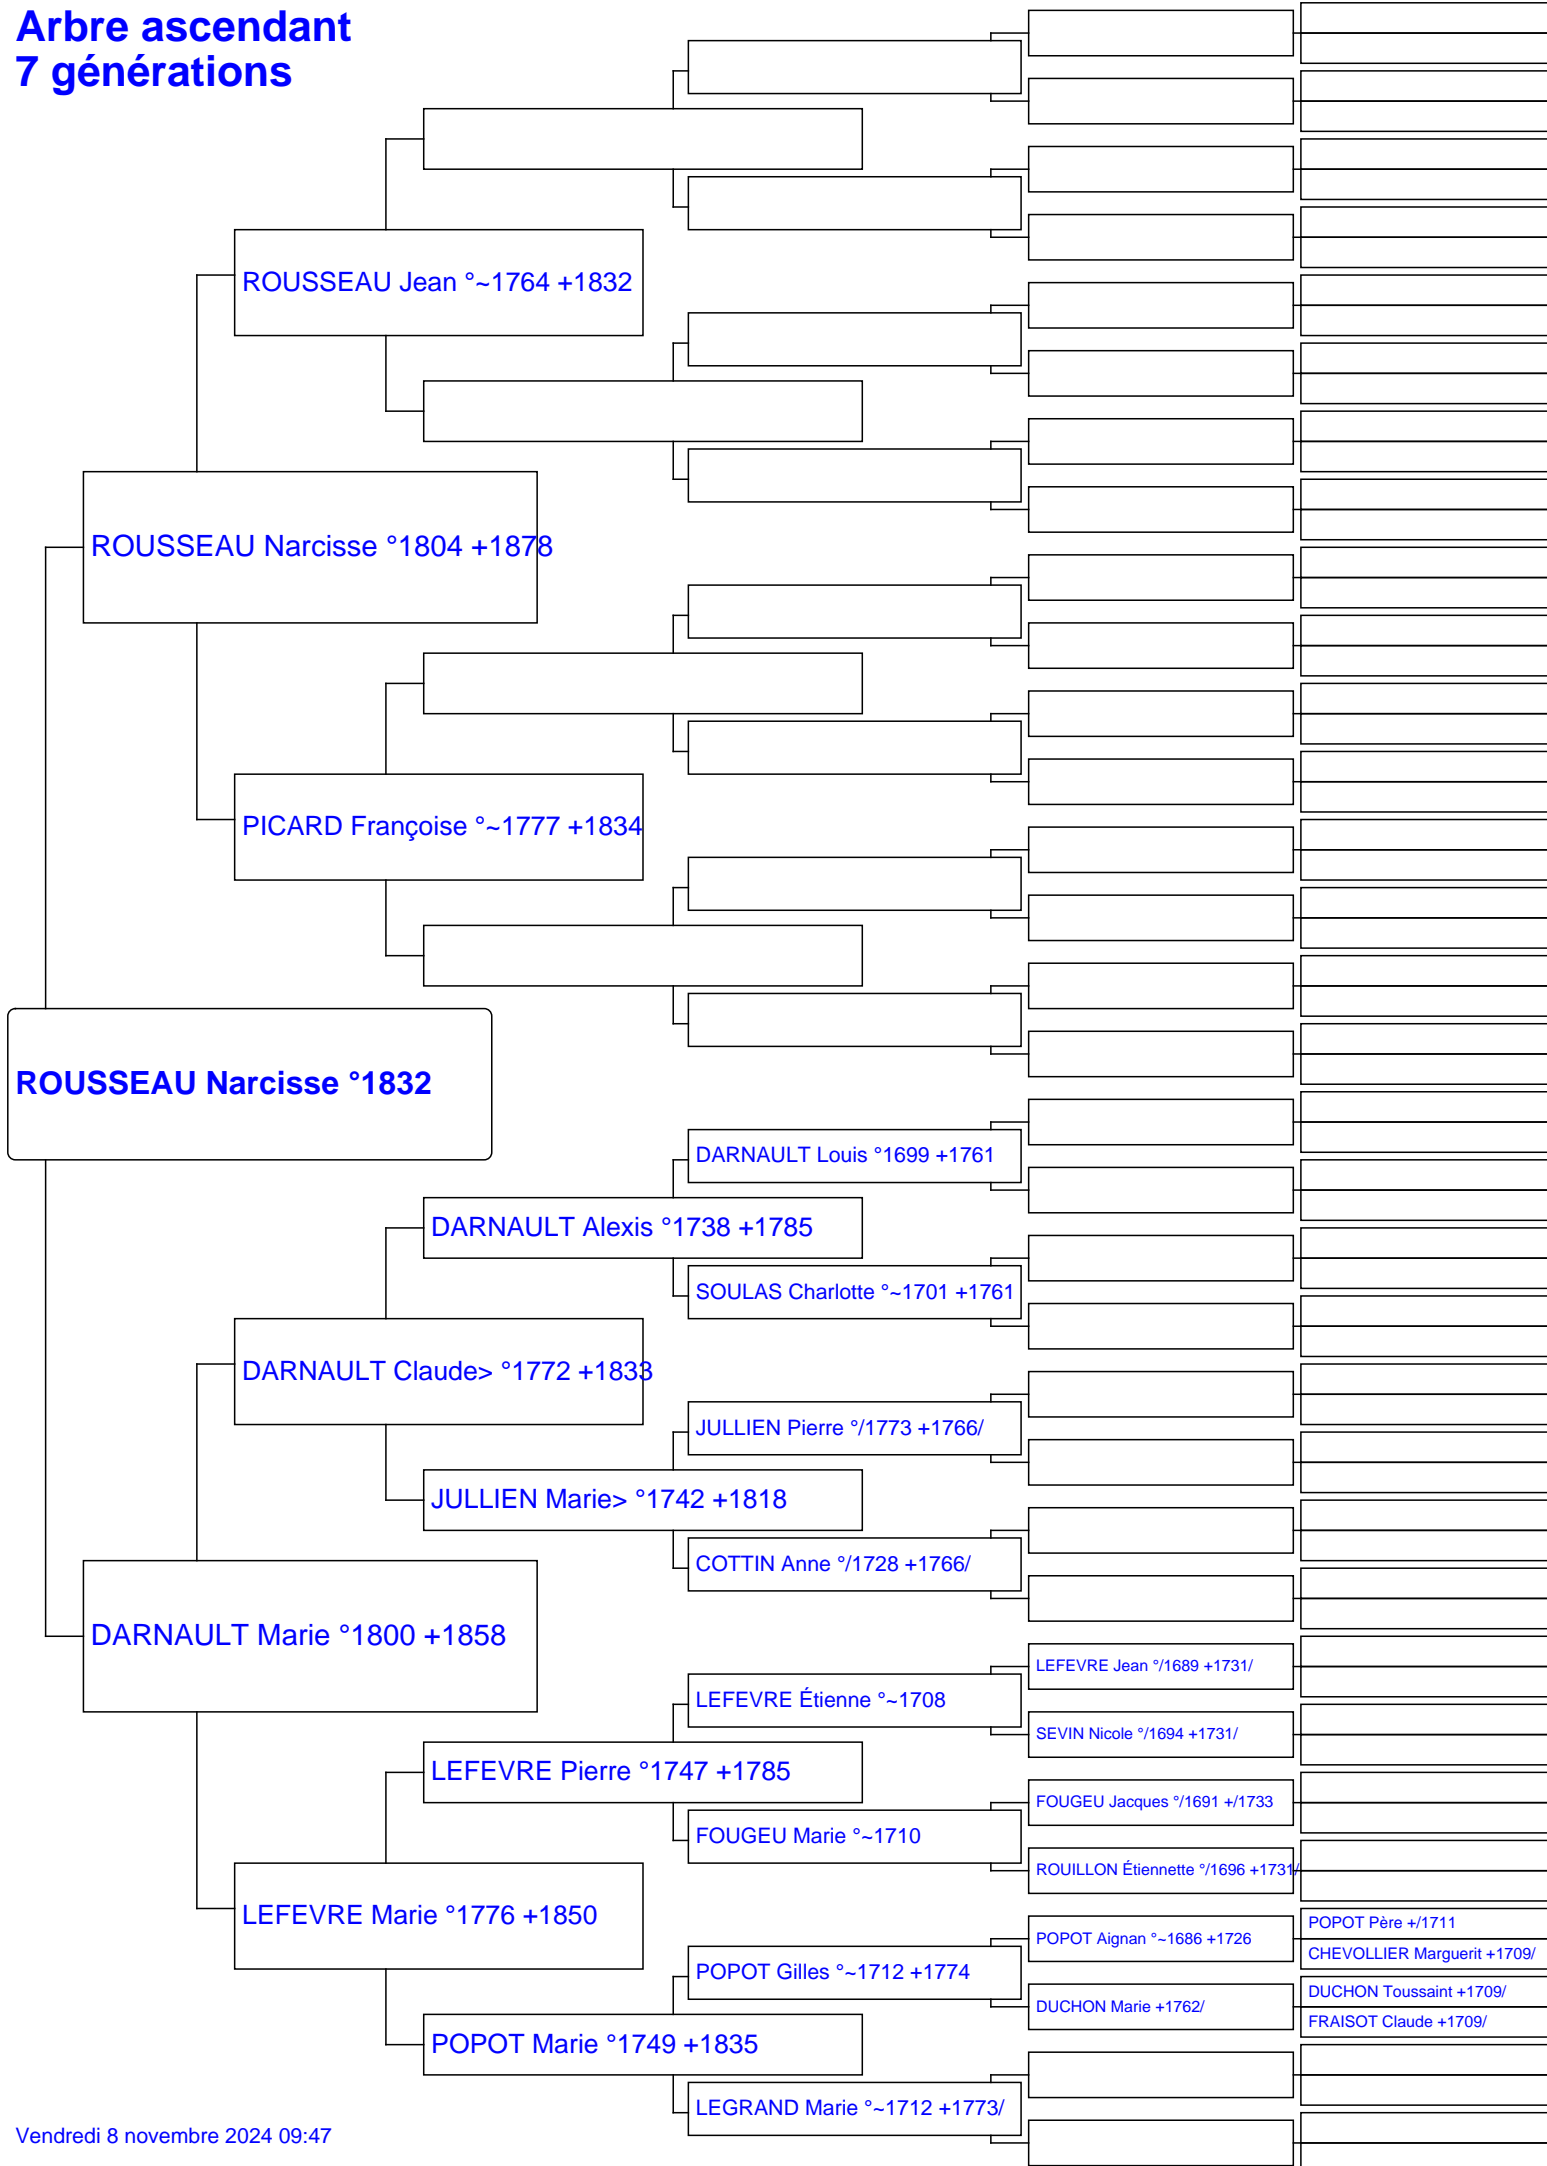 Arbre ascendant
7 générations
ROUSSEAU Jean °~1764 +1832
ROUSSEAU Narcisse °1804 +1878
PICARD Françoise °~1777 +1834
ROUSSEAU Narcisse °1832
DARNAULT Louis °1699 +1761
DARNAULT Alexis °1738 +1785
SOULAS Charlotte °~1701 +1761
DARNAULT Claude> °1772 +1833
JULLIEN Pierre °/1773 +1766/
JULLIEN Marie> °1742 +1818
COTTIN Anne °/1728 +1766/
DARNAULT Marie °1800 +1858
LEFEVRE Jean °/1689 +1731/
LEFEVRE Étienne °~1708
SEVIN Nicole °/1694 +1731/
LEFEVRE Pierre °1747 +1785
FOUGEU Jacques °/1691 +/1733
FOUGEU Marie °~1710
ROUILLON Étiennette °/1696 +1731/
LEFEVRE Marie °1776 +1850
POPOT Père +/1711
POPOT Aignan °~1686 +1726
CHEVOLLIER Marguerit +1709/
POPOT Gilles °~1712 +1774
DUCHON Toussaint +1709/
DUCHON Marie +1762/
FRAISOT Claude +1709/
POPOT Marie °1749 +1835
LEGRAND Marie °~1712 +1773/
Vendredi 8 novembre 2024 09:47